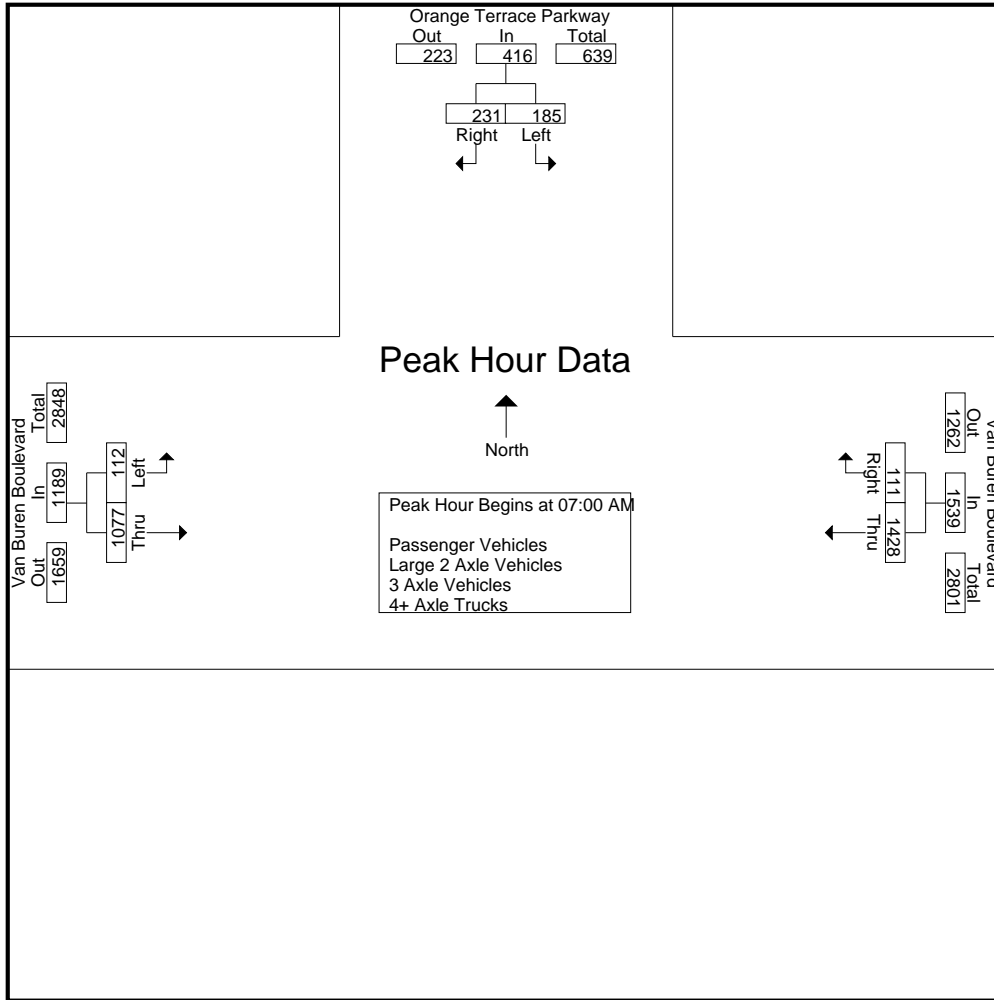 Orange Terrace Parkway
Out In Total
223 416 639
231 185
Right Left
Peak Hour Data
North
Peak Hour Begins at 07:00 AM
Passenger Vehicles
Large 2 Axle Vehicles
3 Axle Vehicles
4+ Axle Trucks
Van Buren Boulevard
Out In Total
1659 1189 2848
1077 112
Thru Left
Van Buren Boulevard
Out In Total
1262 1539 2801
111 1428
Right Thru